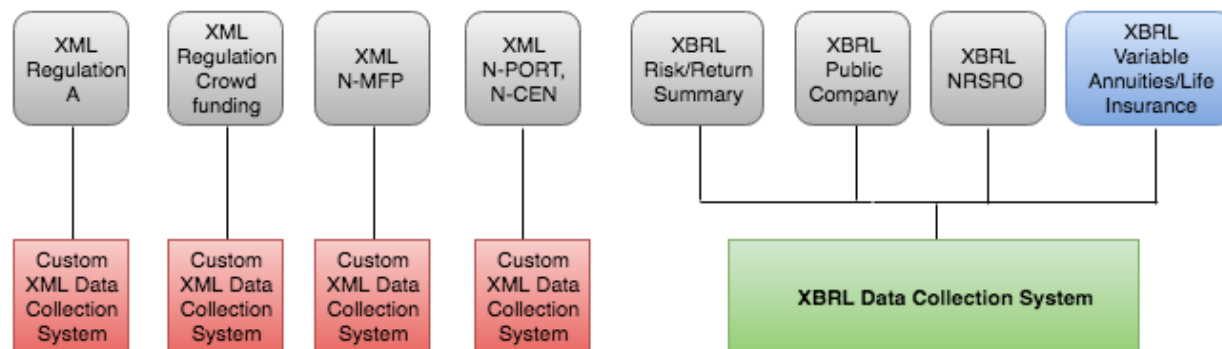 XML
Regulation
A
XML
Regulation
Crowd
funding
XML
N-MFP
XML
N-PORT,
N-CEN
XBRL
Risk/Return
Summary
XBRL
Public
Company
XBRL
NRSRO
XBRL
Variable
Annuities/Life
Insurance
Custom
XML Data
Collection
System
Custom
XML Data
Collection
System
Custom
XML Data
Collection
System
Custom
XML Data
Collection
System
XBRL Data Collection System